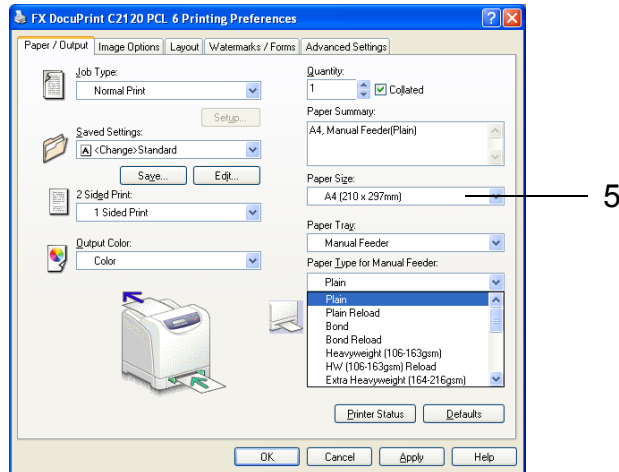 FX DocuPrint C2120 PCL 6 Printing Preferences
Paper / Output Image Options Layout Watermarks / Forms Advanced Settings
Job Type:
Normal Print
Setup...
Saved Settings:
A <Change>Standard
Save... Edit...
2 Sided Print:
1 Sided Print
Output Color:
Color
Quantity:
1
Collated
Paper Summary:
A4, Manual Feeder(Plain)
Paper Size:
A4 (210 x 297mm)
5
Paper Tray:
Manual Feeder
Paper Type for Manual Feeder:
Plain
Plain
Plain Reload
Bond
Bond Reload
Heavyweight (106-163gsm)
HW (106-163gsm) Reload
Extra Heavyweight (164-216gsm)
Printer Status Defaults
OK Cancel Apply Help